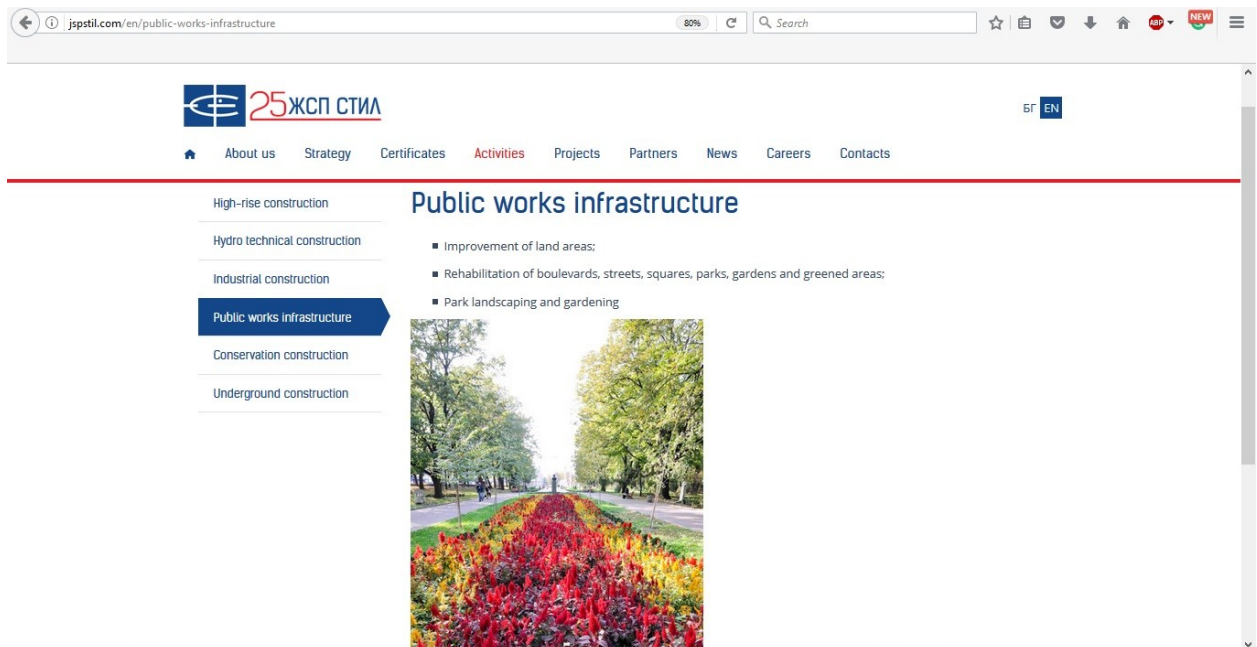 jspstil.com/en/public-works-infrastructure
80%
Search
ABP
NEW
25 ЖСП СТИЛ
БГ EN
About us Strategy Certificates Activities Projects Partners News Careers Contacts
High-rise construction
Hydro technical construction
Industrial construction
Public works infrastructure
Conservation construction
Underground construction
Public works infrastructure
Improvement of land areas;
Rehabilitation of boulevards, streets, squares, parks, gardens and greened areas;
Park landscaping and gardening